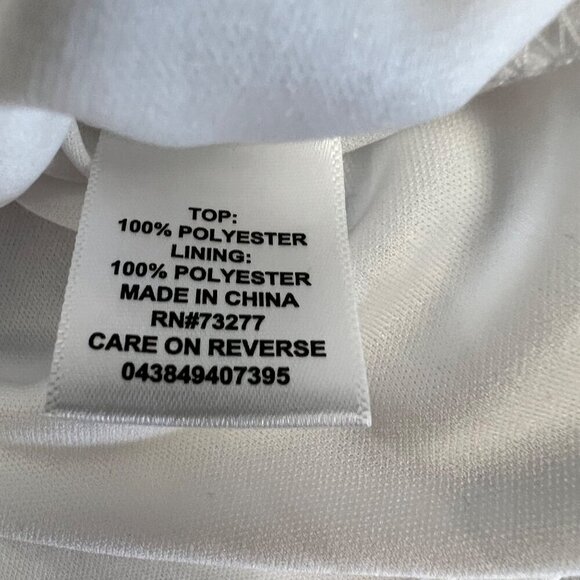 TOP:
100% POLYESTER
LINING:
100% POLYESTER
MADE IN CHINA
RN#73277
CARE ON REVERSE
043849407395